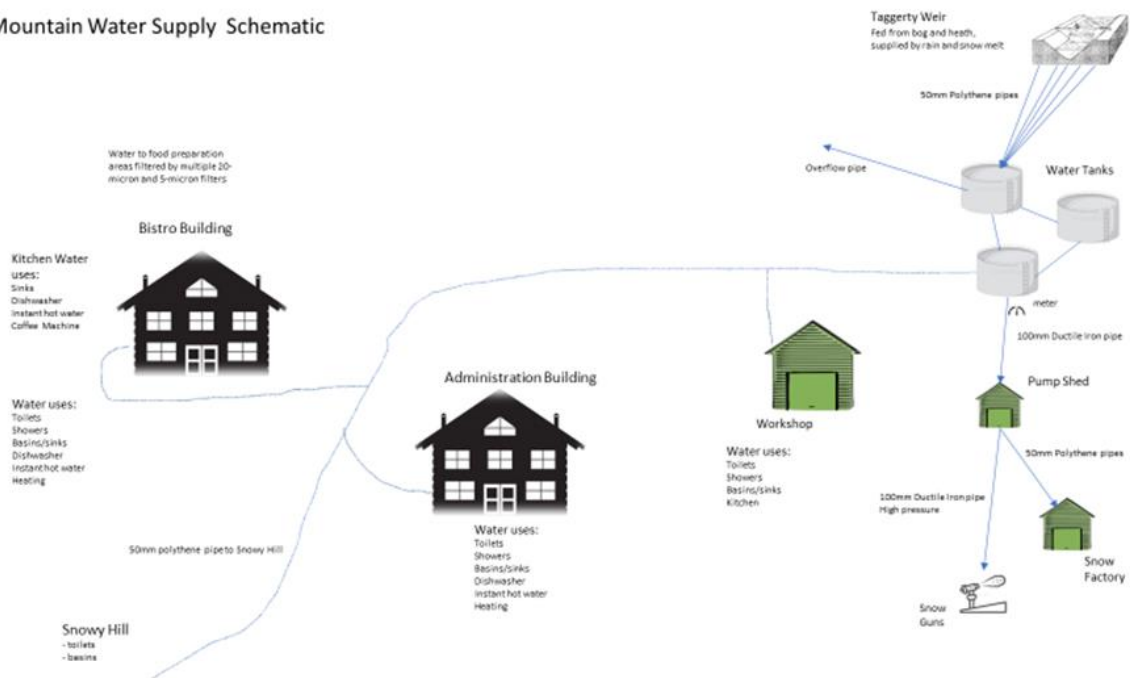 Mountain Water Supply Schematic
Taggerty Weir
Fed from bog and heath,
supplied by rain and snow melt
50mm Polythene pipes
Water to food preparation
areas filtered by multiple 20-
micron and 5-micron filters
Overflow pipe
Water Tanks
Bistro Building
Kitchen Water
uses:
Sinks
Dishwasher
Instant hot water
Coffee Machine
meter
100mm Ductile Iron pipe
Administration Building
Pump Shed
Water uses:
Toilets
Showers
Basins/sinks
Dishwasher
Instant hot water
Heating
Workshop
Water uses:
Toilets
Showers
Basins/sinks
Kitchen
50mm Polythene pipes
100mm Ductile Iron pipe
High pressure
Water uses:
Toilets
Showers
Basins/sinks
Dishwasher
Instant hot water
Heating
50mm polythene pipe to Snowy Hill
Snow
Factory
Snow
Guns
Snowy Hill
- toilets
- basins